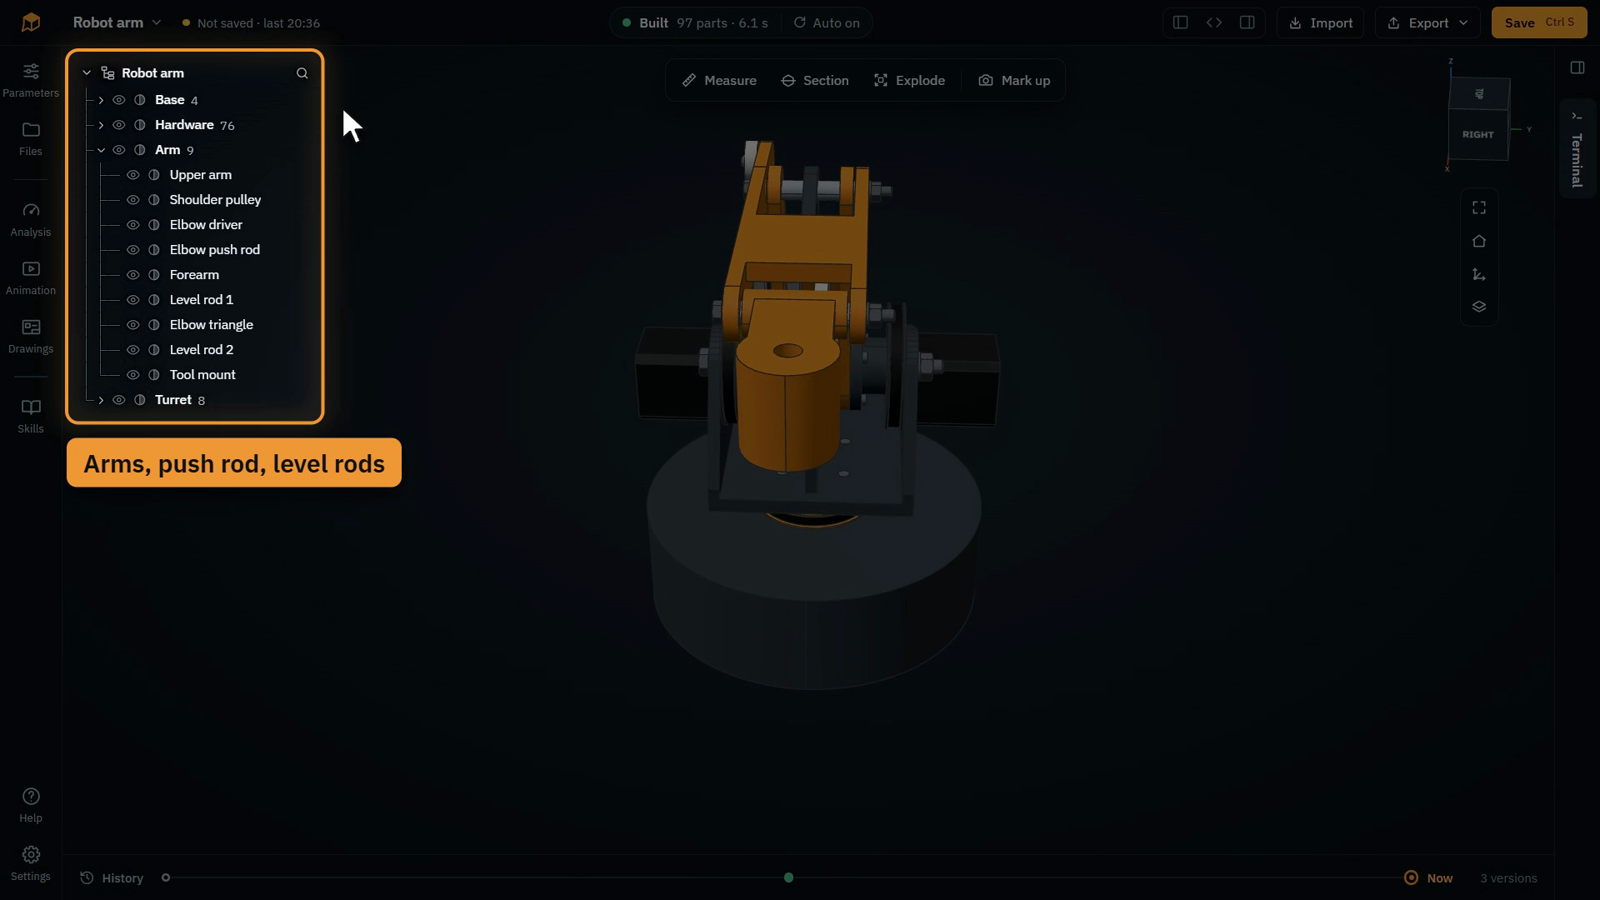 Robot arm
Not saved · last 20:36
Built 97 parts · 6.1 s Auto on
Import
Export
Save Ctrl S
Parameters
Files
Analysis
Animation
Drawings
Skills
Help
Settings
Robot arm
Base 4
Hardware 76
Arm 9
Upper arm
Shoulder pulley
Elbow driver
Elbow push rod
Forearm
Level rod 1
Elbow triangle
Level rod 2
Tool mount
Turret 8
Arms, push rod, level rods
Measure
Section
Explode
Mark up
Z
RIGHT
Y
X
Terminal
History
Now
3 versions